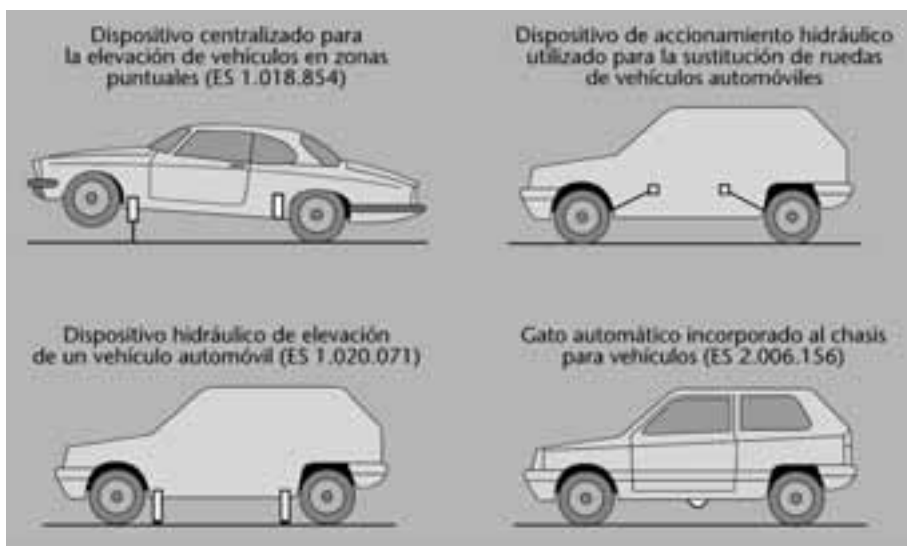 Dispositivo centralizado para
la elevación de vehículos en zonas
puntuales (ES 1.018.854)
Dispositivo de accionamiento hidráulico
utilizado para la sustitución de ruedas
de vehículos automóviles
Dispositivo hidráulico de elevación
de un vehículo automóvil (ES 1.020.071)
Gato automático incorporado al chasis
para vehículos (ES 2.006.156)